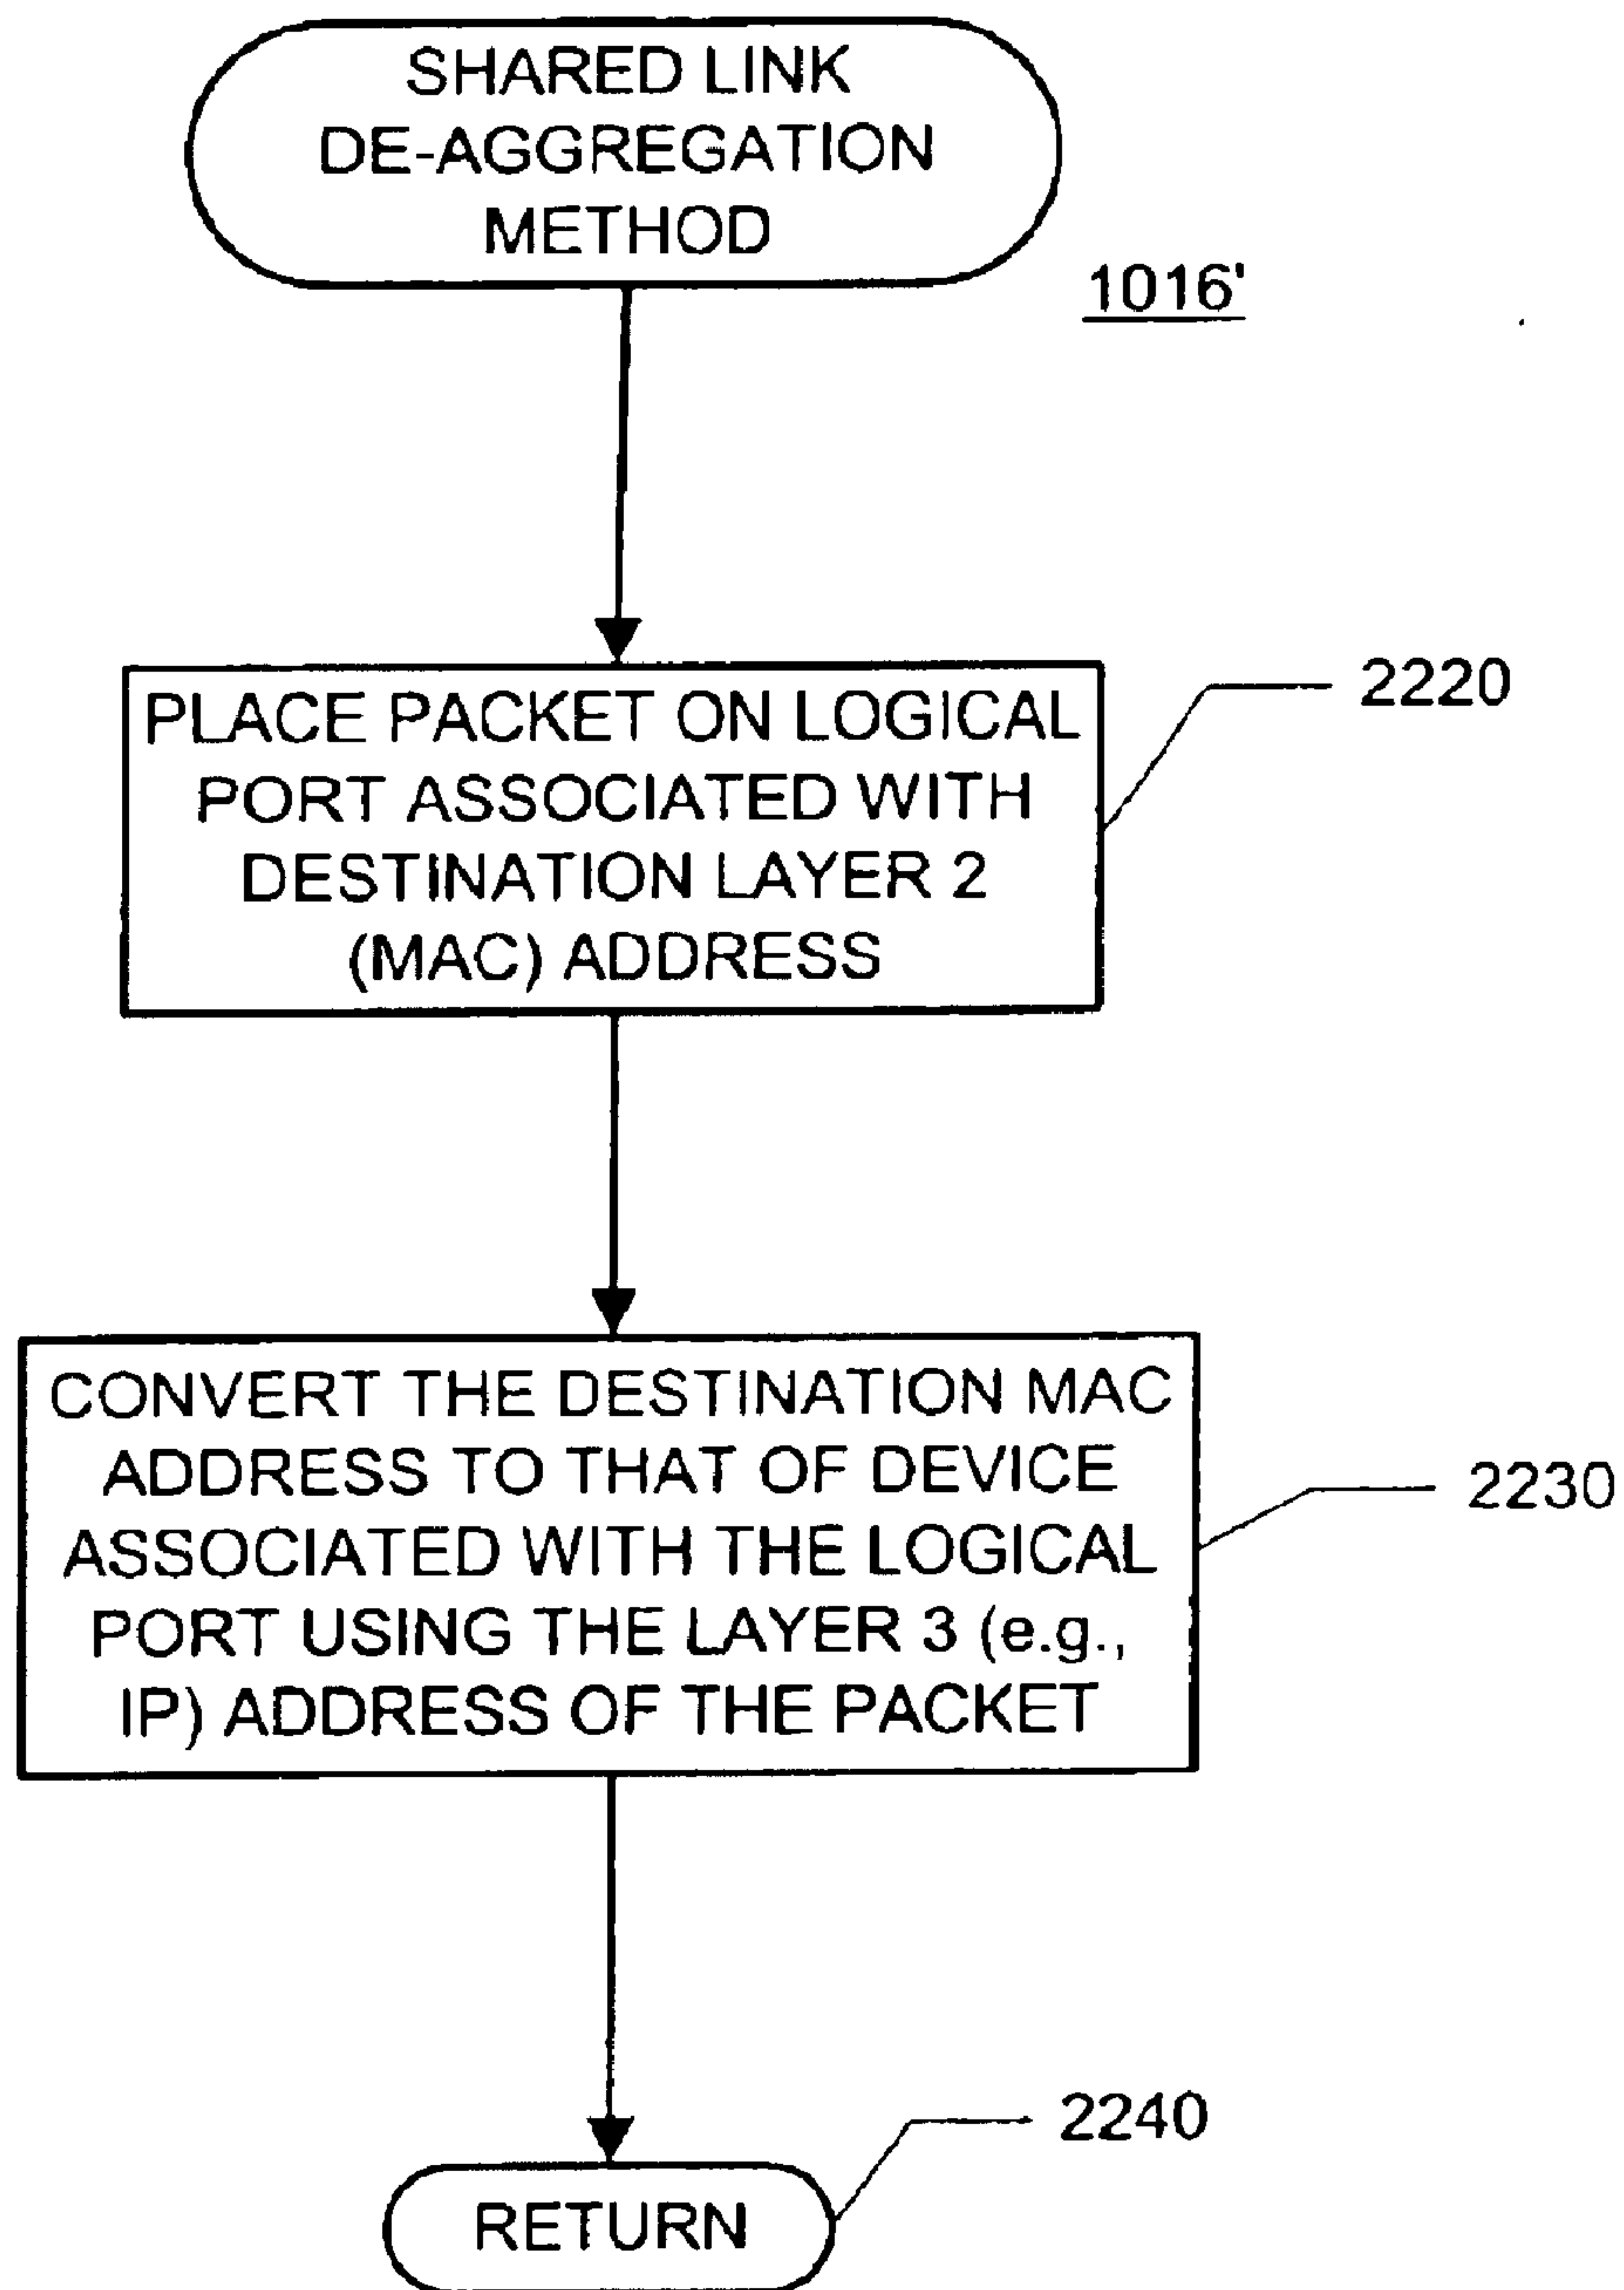 SHARED LINK
DE-AGGREGATION
METHOD
1016'
PLACE PACKET ON LOGICAL
PORT ASSOCIATED WITH
DESTINATION LAYER 2
(MAC) ADDRESS
2220
CONVERT THE DESTINATION MAC
ADDRESS TO THAT OF DEVICE
ASSOCIATED WITH THE LOGICAL
PORT USING THE LAYER 3 (e.g.,
IP) ADDRESS OF THE PACKET
2230
2240
RETURN